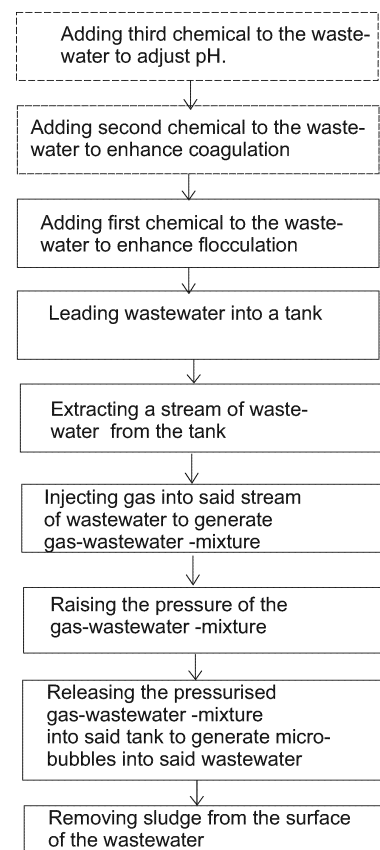 Adding third chemical to the waste-
water to adjust pH.
Adding second chemical to the waste-
water to enhance coagulation
Adding first chemical to the waste-
water to enhance flocculation
Leading wastewater into a tank
Extracting a stream of waste-
water from the tank
Injecting gas into said stream
of wastewater to generate
gas-wastewater -mixture
Raising the pressure of the
gas-wastewater -mixture
Releasing the pressurised
gas-wastewater -mixture
into said tank to generate micro-
bubbles into said wastewater
Removing sludge from the surface
of the wastewater